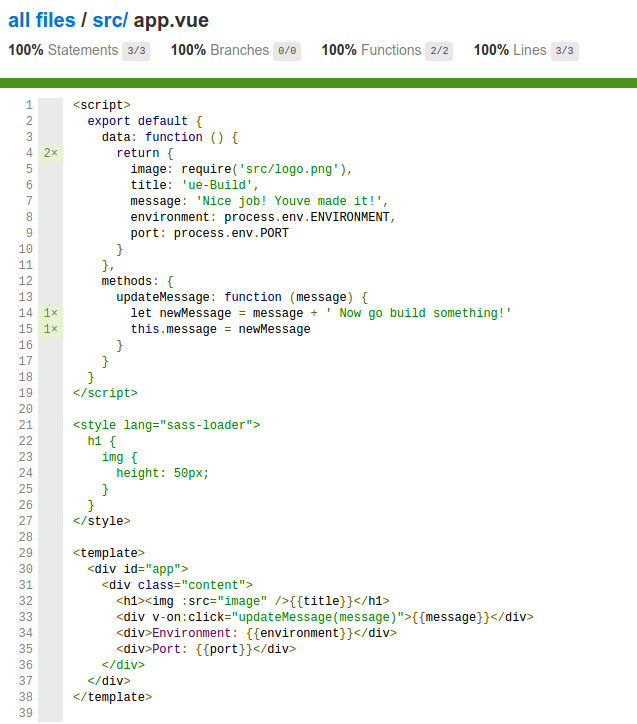 all files / src/ app.vue
100% Statements 3/3 100% Branches 0/0 100% Functions 2/2 100% Lines 3/3
1 <script>
2 export default {
3 data: function () {
4 2× return {
5 image: require('src/logo.png'),
6 title: 'ue-Build',
7 message: 'Nice job! Youve made it!',
8 environment: process.env.ENVIRONMENT,
9 port: process.env.PORT
10 }
11 },
12 methods: {
13 updateMessage: function (message) {
14 1× let newMessage = message + ' Now go build something!'
15 1× this.message = newMessage
16 }
17 }
18 }
19 </script>
20
21 <style lang="sass-loader">
22 h1 {
23 img {
24 height: 50px;
25 }
26 }
27 </style>
28
29 <template>
30 <div id="app">
31 <div class="content">
32 <h1><img :src="image" />{{title}}</h1>
33 <div v-on:click="updateMessage(message)">{{message}}</div>
34 <div>Environment: {{environment}}</div>
35 <div>Port: {{port}}</div>
36 </div>
37 </div>
38 </template>
39